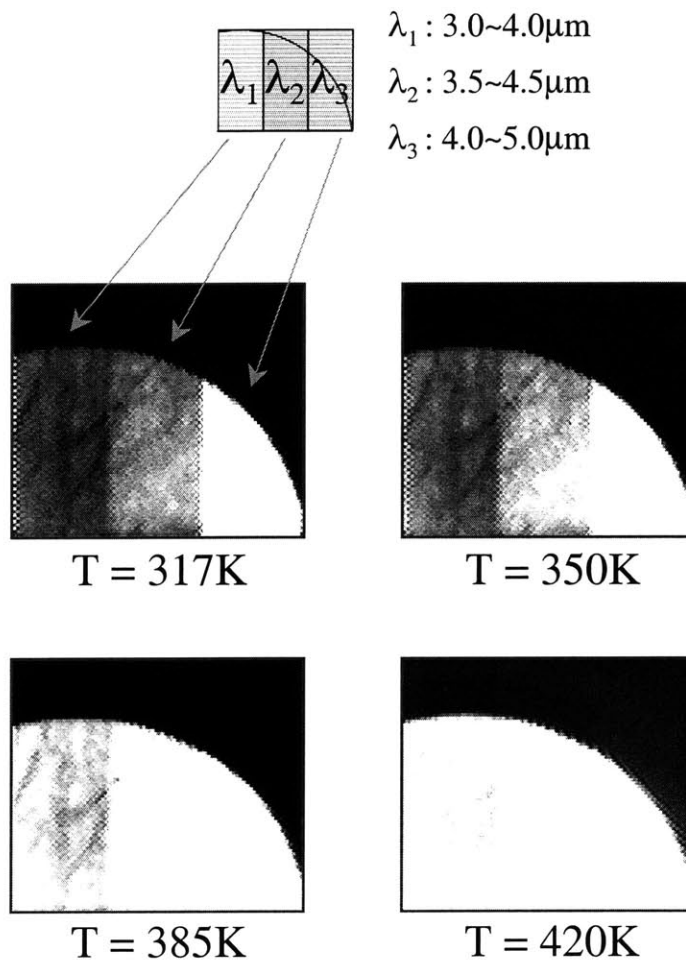 λ₁ λ₂ λ₃
λ₁ : 3.0~4.0μm
λ₂ : 3.5~4.5μm
λ₃ : 4.0~5.0μm
T = 317K
T = 350K
T = 385K
T = 420K